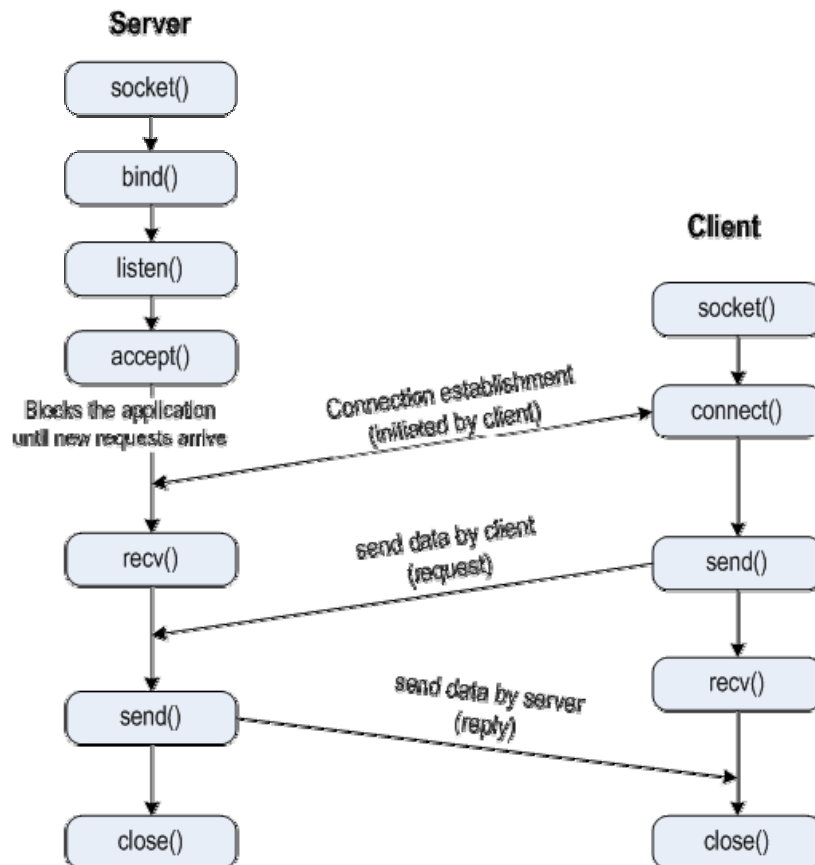 Server
socket()
bind()
listen()
accept()
Blocks the application
until new requests arrive
recv()
send()
close()
Client
socket()
connect()
send()
recv()
close()
Connection establishment
(initiated by client)
send data by client
(request)
send data by server
(reply)